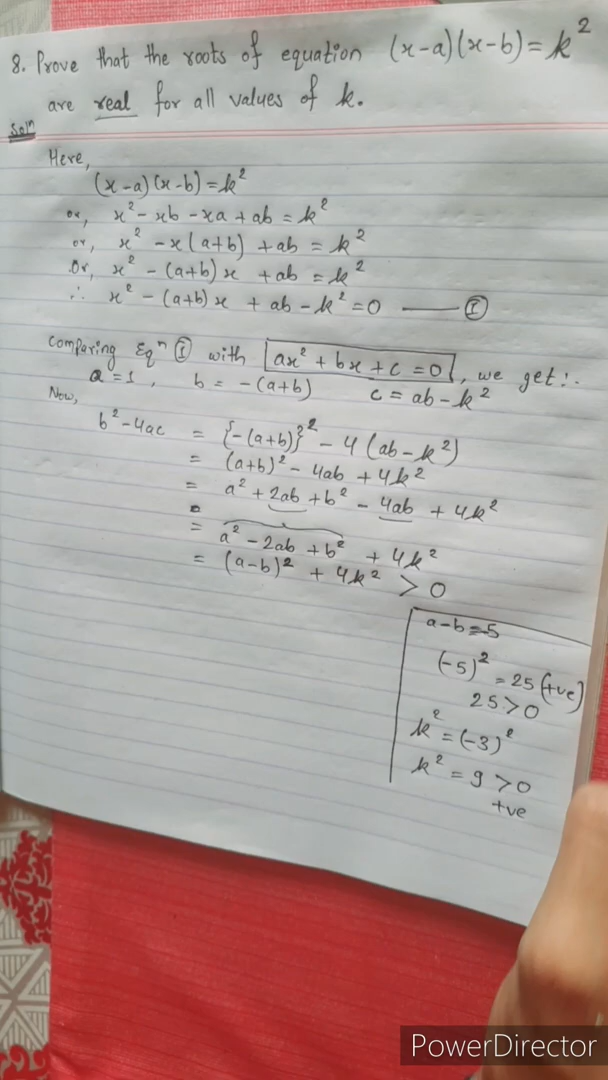 8. Prove that the roots of equation (x-a)(x-b) = k²
are real for all values of k.
Solⁿ
Here,
(x-a)(x-b) = k²
or, x² - xb - xa + ab = k²
or, x² - x(a+b) + ab = k²
Or, x² - (a+b)x + ab = k²
∴ x² - (a+b)x + ab - k² = 0 —— Ⓘ
Comparing Eqⁿ Ⓘ with ax² + bx + c = 0, we get:-
a = 1, b = -(a+b) c = ab - k²
Now,
b² - 4ac = {-(a+b)}² - 4(ab - k²)
= (a+b)² - 4ab + 4k²
= a² + 2ab + b² - 4ab + 4k²
= a² - 2ab + b² + 4k²
= (a-b)² + 4k² > 0
a-b = 5
(-5)² = 25 (+ve)
25 > 0
k² = (-3)²
k² = 9 > 0
+ve
PowerDirector